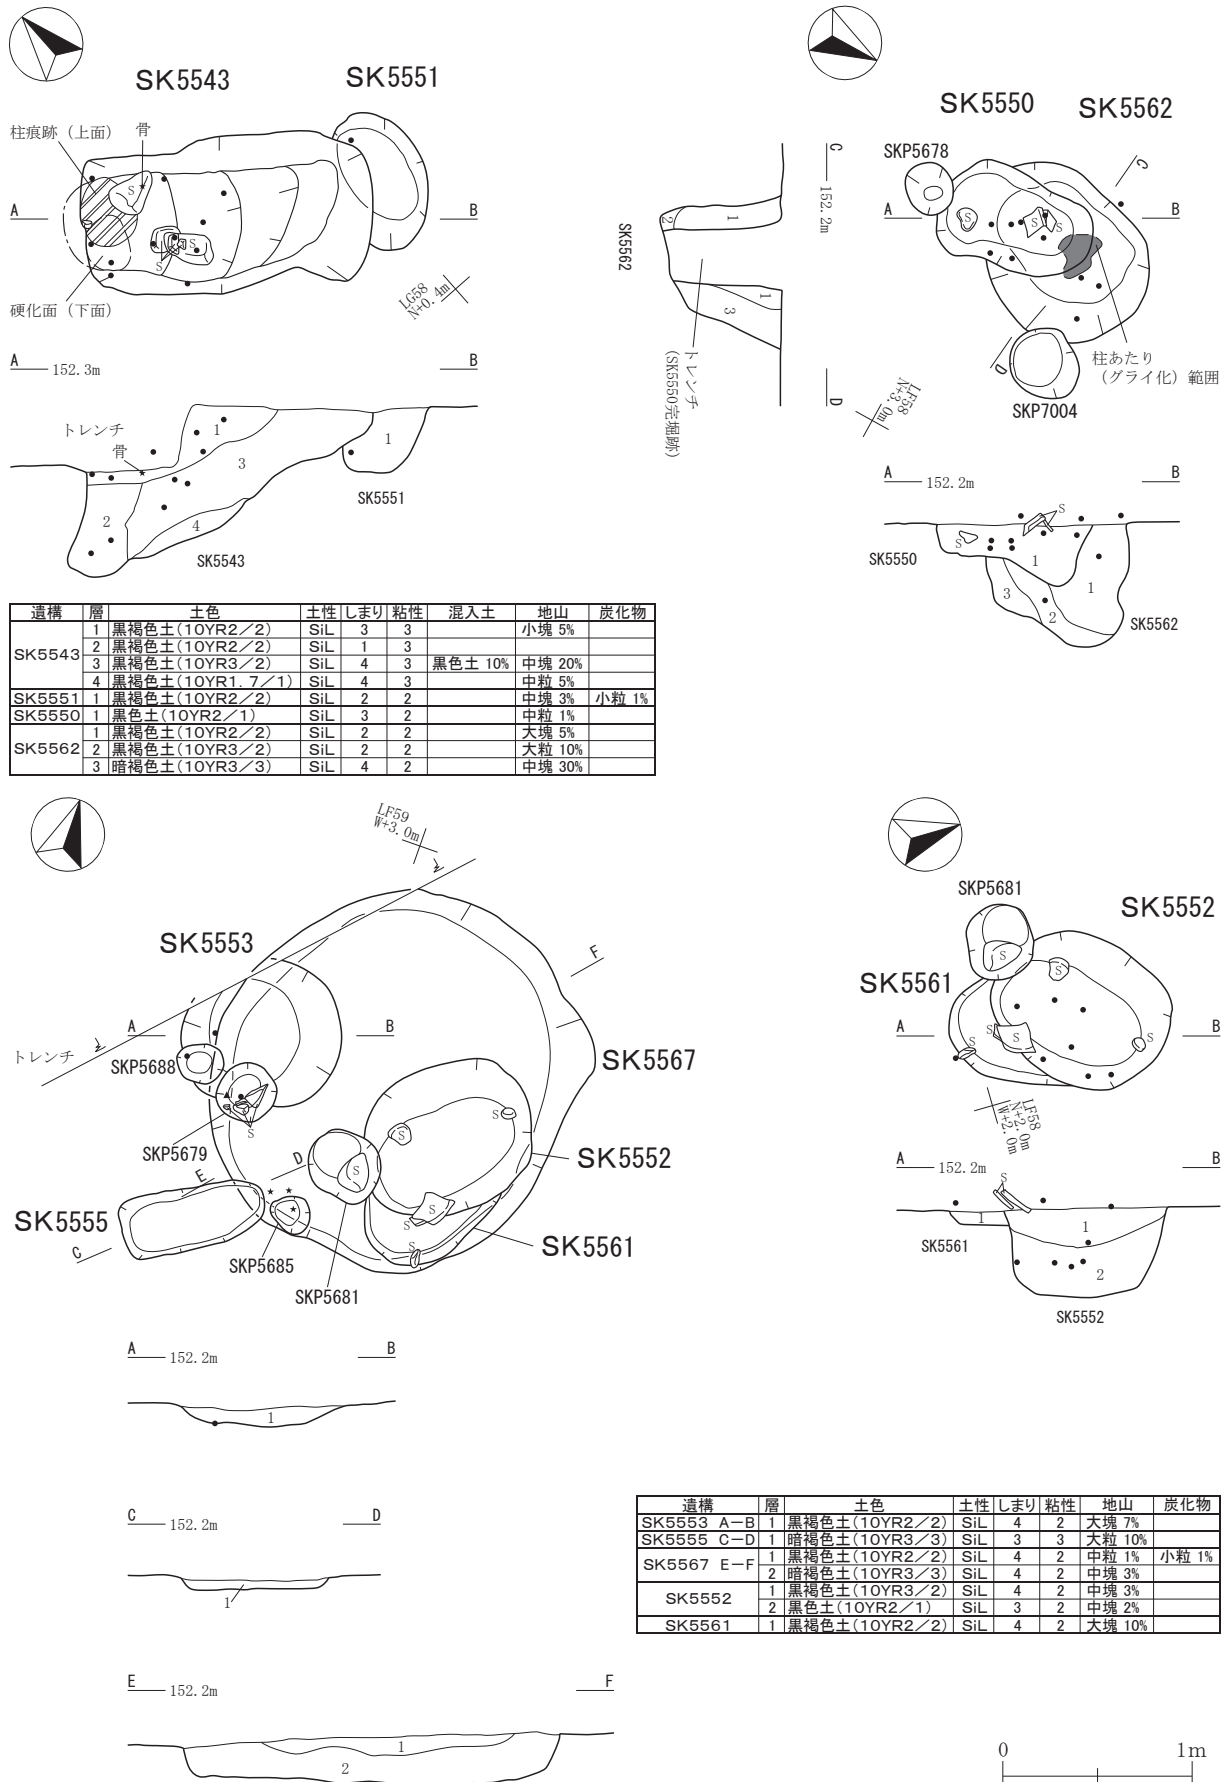 SK5543
SK5551
柱痕跡（上面）
骨
S
S
S
A
B
硬化面（下面）
LG58
N+0.4m
A
152.3m
B
トレンチ
骨
1
3
2
4
1
SK5551
SK5543
SK5550
SK5562
SKP5678
C
152.2m
D
SK5562
2
1
1
3
トレンチ
(SK5550完掘跡)
A
B
C
D
S
S
S
柱あたり
（グライ化）範囲
SKP7004
LF58
N+3.0m
A
152.2m
B
S
S
SK5550
1
1
3
2
SK5562
遺構 層 土色 土性 しまり 粘性 混入土 地山 炭化物
SK5543 1 黒褐色土(10YR2／2) SiL 3 3 小塊 5%
2 黒褐色土(10YR2／2) SiL 1 3
3 黒褐色土(10YR3／2) SiL 4 3 黒色土 10% 中塊 20%
4 黒褐色土(10YR1.7／1) SiL 4 3 中粒 5%
SK5551 1 黒褐色土(10YR2／2) SiL 2 2 中塊 3% 小粒 1%
SK5550 1 黒色土(10YR2／1) SiL 3 2 中粒 1%
SK5562 1 黒褐色土(10YR2／2) SiL 2 2 大塊 5%
2 黒褐色土(10YR3／2) SiL 2 2 大粒 10%
3 暗褐色土(10YR3／3) SiL 4 2 中塊 30%
LF59
W+3.0m
SK5553
F
A
B
トレンチ
SKP5688
SK5567
S
S
S
SKP5679
D
E
S
SK5552
SK5555
S
S
S
C
SKP5685
SK5561
SKP5681
SKP5681
SK5552
S
S
SK5561
A
B
S
S
S
S
LF58
N+2.0m
W+2.0m
A
152.2m
B
S
1
SK5561
1
2
SK5552
A
152.2m
B
1
C
152.2m
D
1
E
152.2m
F
1
2
遺構 層 土色 土性 しまり 粘性 地山 炭化物
SK5553 A－B 1 黒褐色土(10YR2／2) SiL 4 2 大塊 7%
SK5555 C－D 1 暗褐色土(10YR3／3) SiL 3 3 大粒 10%
SK5567 E－F 1 黒褐色土(10YR2／2) SiL 4 2 中粒 1% 小粒 1%
2 暗褐色土(10YR3／3) SiL 4 2 中塊 3%
SK5552 1 黒褐色土(10YR3／2) SiL 4 2 中塊 3%
2 黒色土(10YR2／1) SiL 3 2 中塊 2%
SK5561 1 黒褐色土(10YR2／2) SiL 4 2 大塊 10%
0
1m